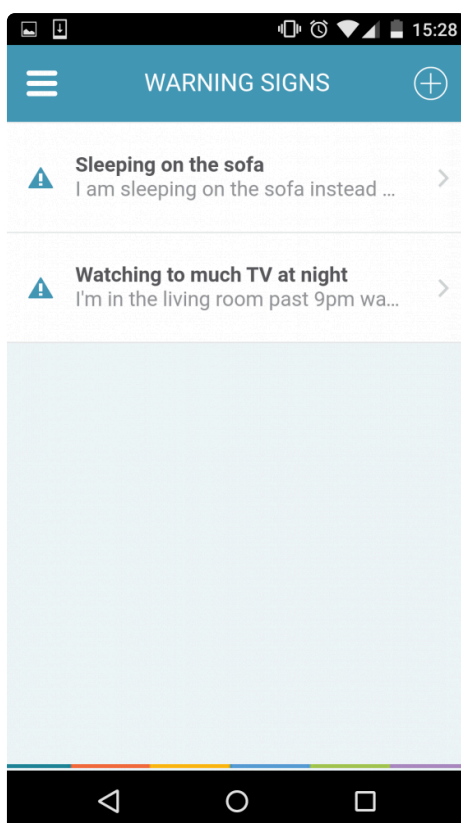 15:28
WARNING SIGNS
Sleeping on the sofa
I am sleeping on the sofa instead ...
Watching to much TV at night
I'm in the living room past 9pm wa...